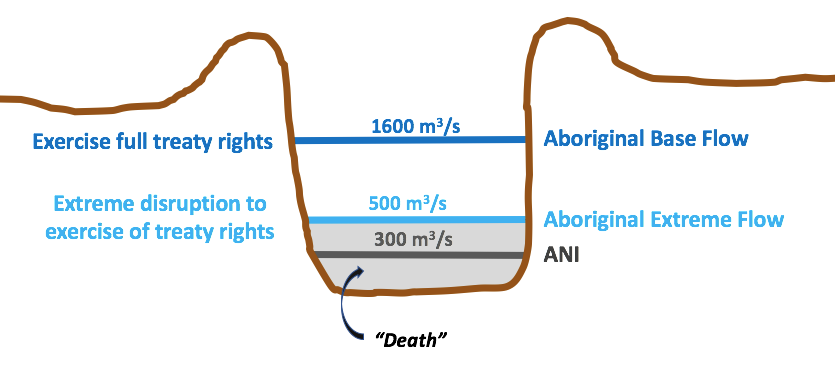 1600 m³/s
Exercise full treaty rights
Aboriginal Base Flow
Extreme disruption to
exercise of treaty rights
500 m³/s
Aboriginal Extreme Flow
300 m³/s
ANI
“Death”